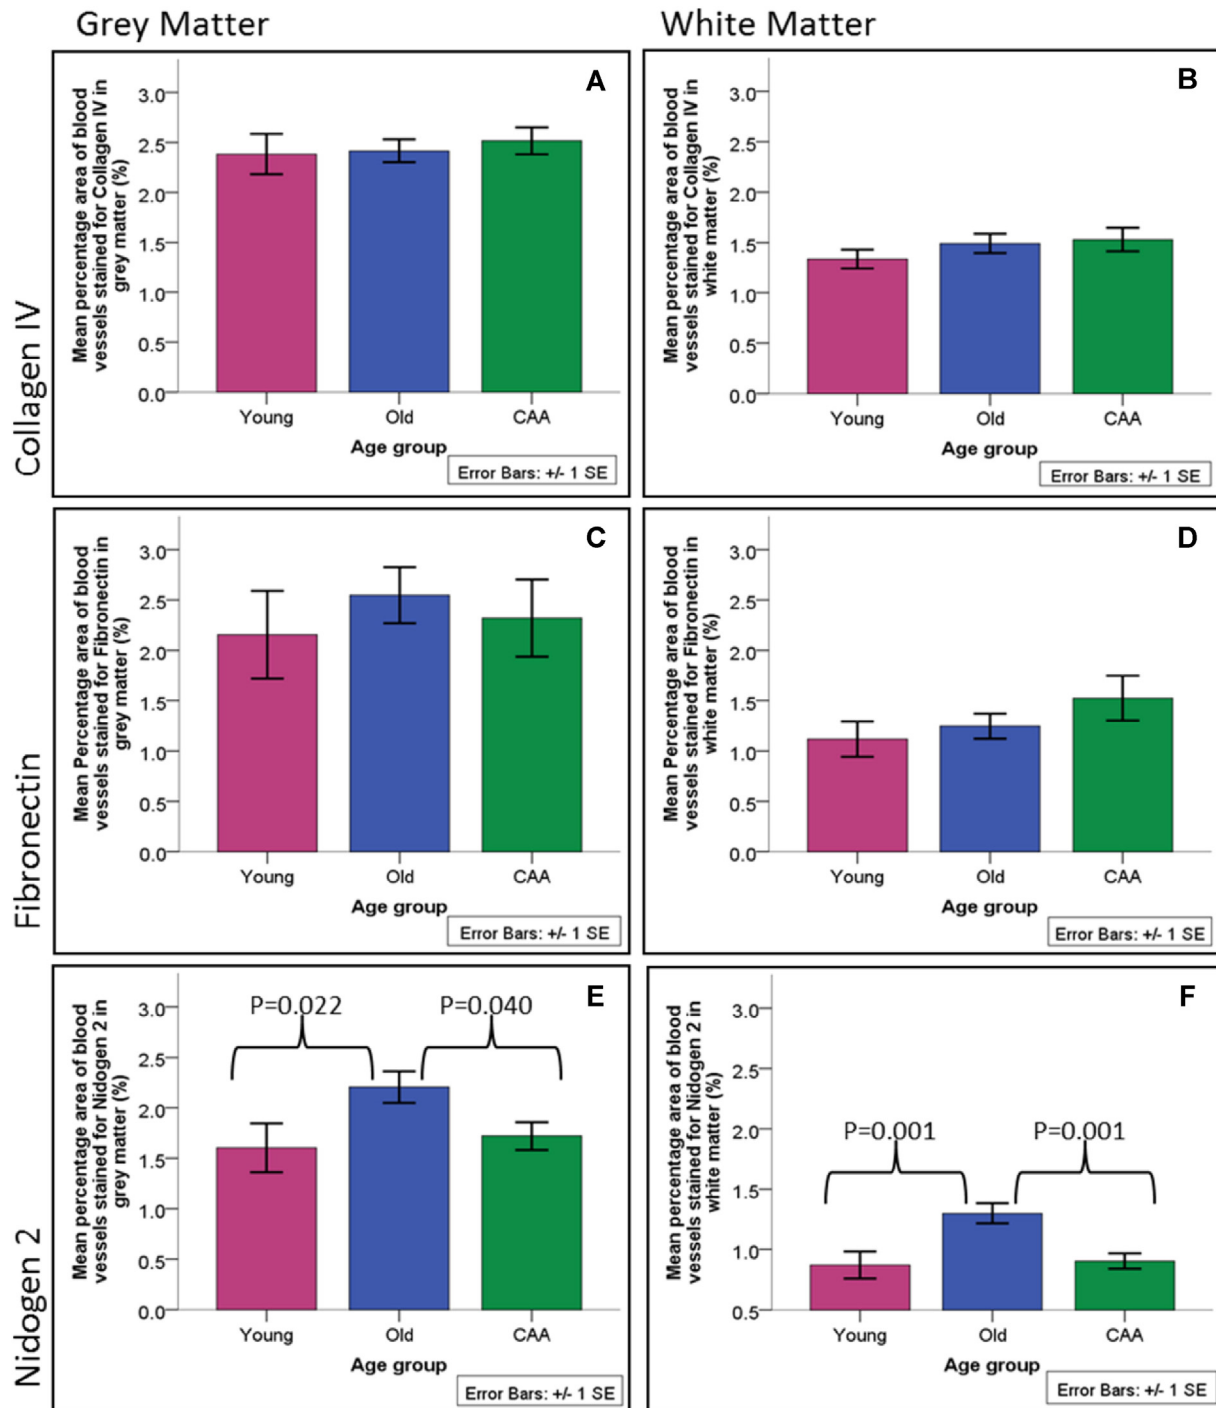 Grey Matter
White Matter
Collagen IV
Mean percentage area of blood
vessels stained for Collagen IV in
grey matter (%)
A
3.0
2.5
2.0
1.5
1.0
0.5
0.0
Young
Old
CAA
Age group
Error Bars: +/- 1 SE
Mean percentage area of blood
vessels stained for Collagen IV in
white matter (%)
B
3.0
2.5
2.0
1.5
1.0
0.5
0.0
Young
Old
CAA
Age group
Error Bars: +/- 1 SE
Fibronectin
Mean Percentage area of blood
vessels stained for Fibronectin in
grey matter (%)
C
3.0
2.5
2.0
1.5
1.0
0.5
0.0
Young
Old
CAA
Age group
Error Bars: +/- 1 SE
Mean Percentage area of blood
vessels stained for Fibronectin in
white matter (%)
D
3.0
2.5
2.0
1.5
1.0
0.5
0.0
Young
Old
CAA
Age group
Error Bars: +/- 1 SE
Nidogen 2
Mean percentage area of blood
vessels stained for Nidogen 2 in
grey matter (%)
E
P=0.022
P=0.040
3.0
2.5
2.0
1.5
1.0
0.5
0.0
Young
Old
CAA
Age group
Error Bars: +/- 1 SE
Mean percentage area of blood
vessels stained for Nidogen 2 in
white matter (%)
F
P=0.001
P=0.001
3.0
2.5
2.0
1.5
1.0
0.5
Young
Old
CAA
Age group
Error Bars: +/- 1 SE